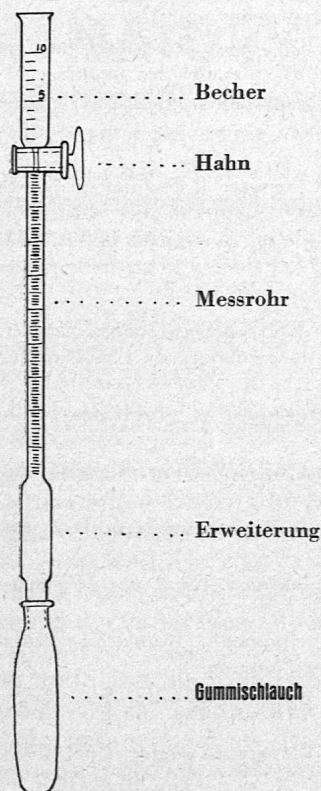 10
5
Becher
Hahn
Messrohr
Erweiterung
Gummischlauch